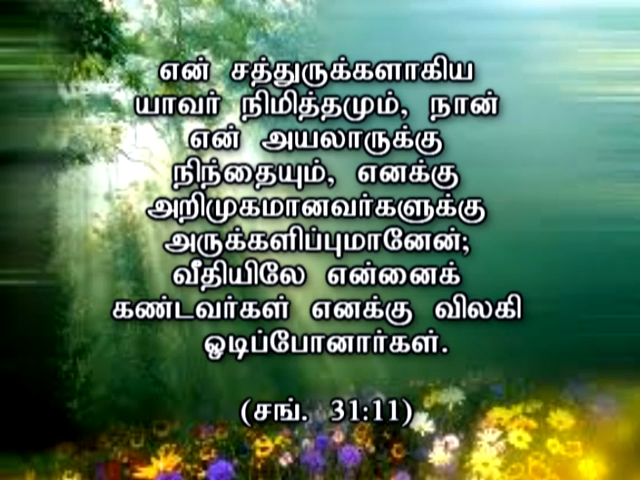 என் சத்துருக்களாகிய
யாவர் நிமித்தமும், நான்
என் அயலாருக்கு
நிந்தையும், எனக்கு
அறிமுகமானவர்களுக்கு
அருக்களிப்புமானேன்;
வீதியிலே என்னைக்
கண்டவர்கள் எனக்கு விலகி
ஓடிப்போனார்கள்.
(சங். 31:11)